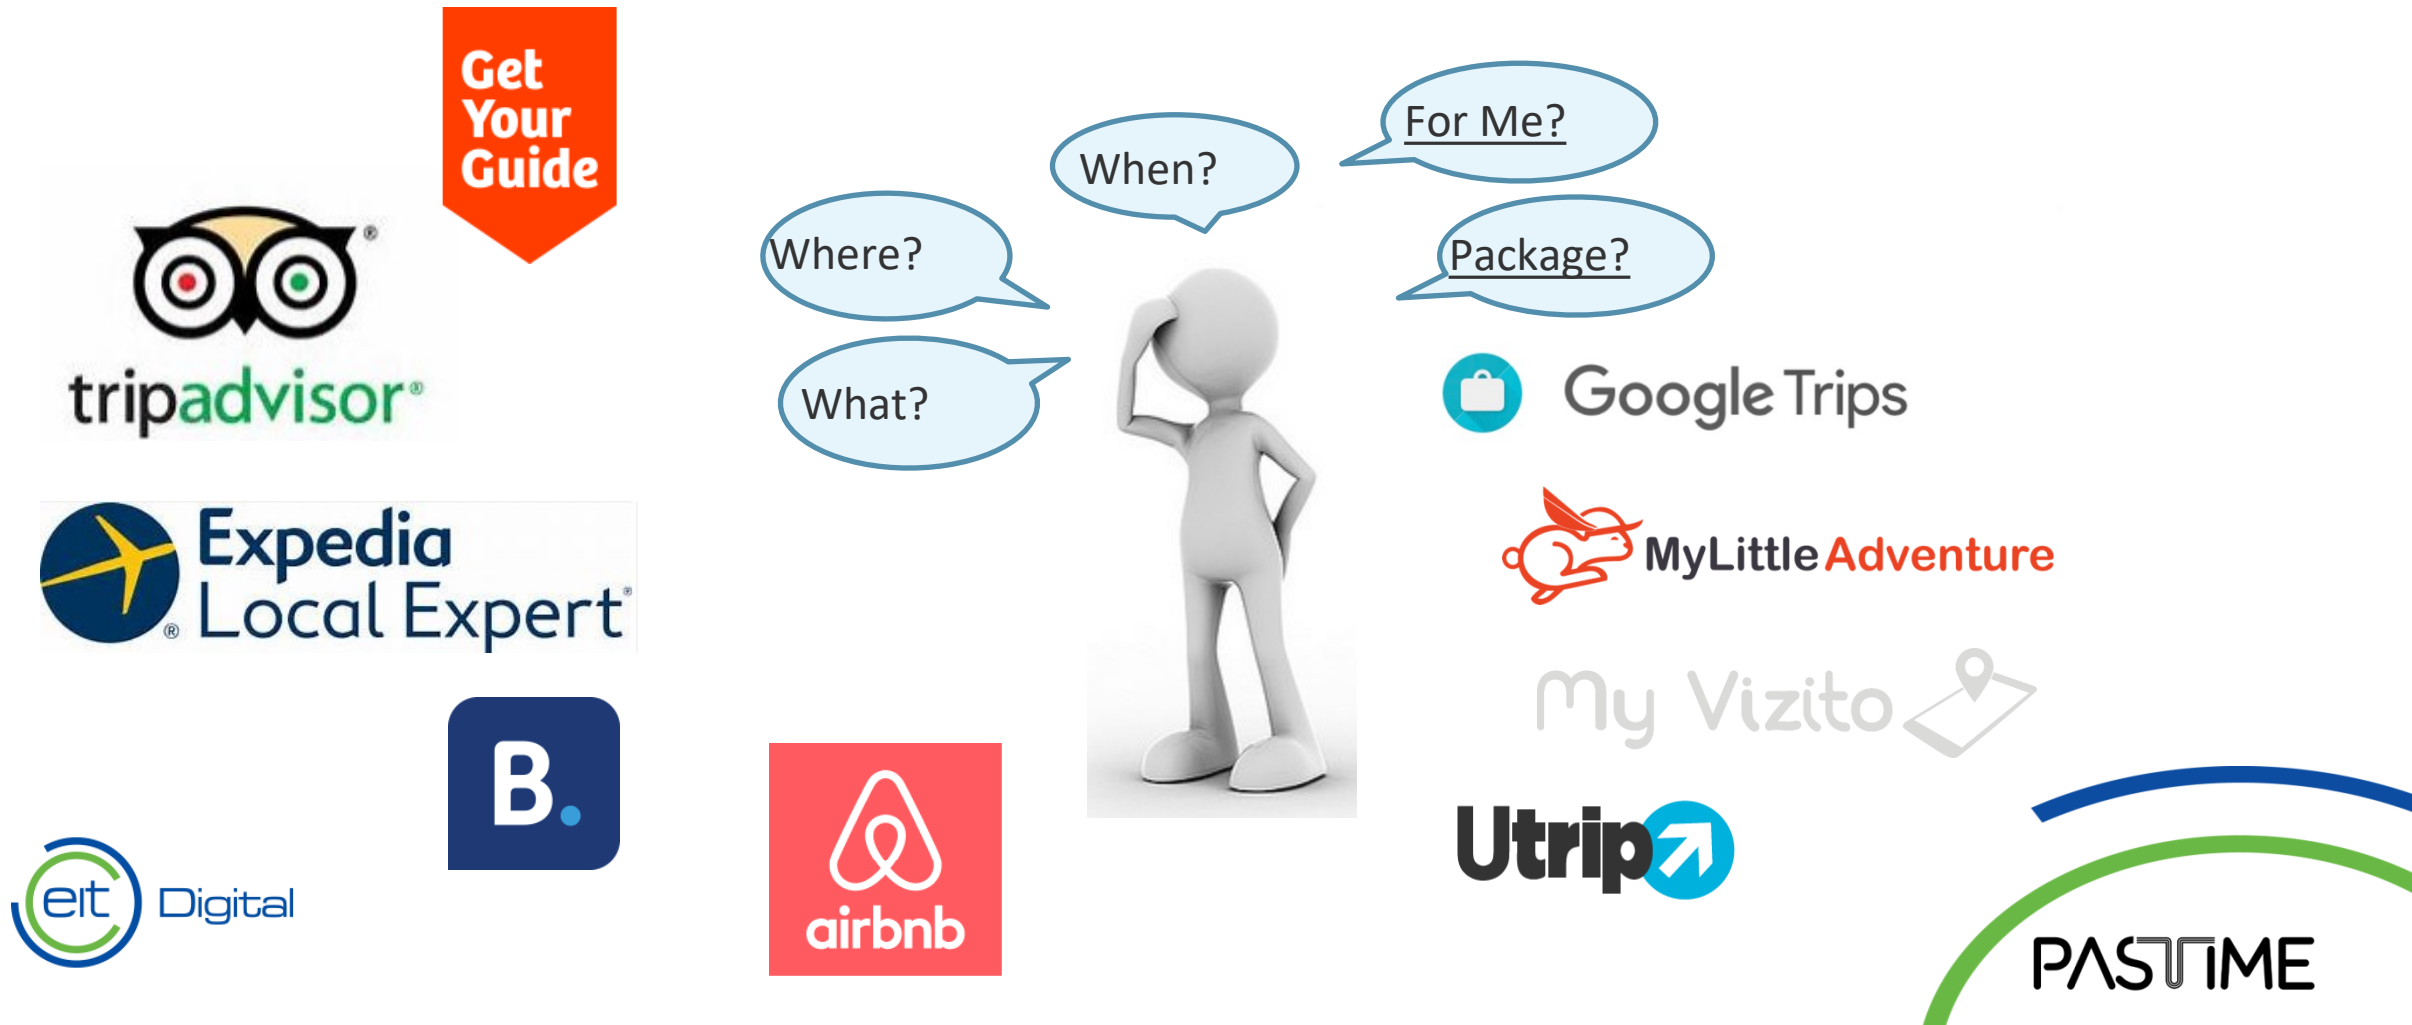 Get
Your
Guide
tripadvisor®
Expedia
Local Expert®
B.
eit Digital
airbnb
Where?
What?
When?
For Me?
Package?
Google Trips
MyLittleAdventure
My Vizito
Utrip
PASTIME